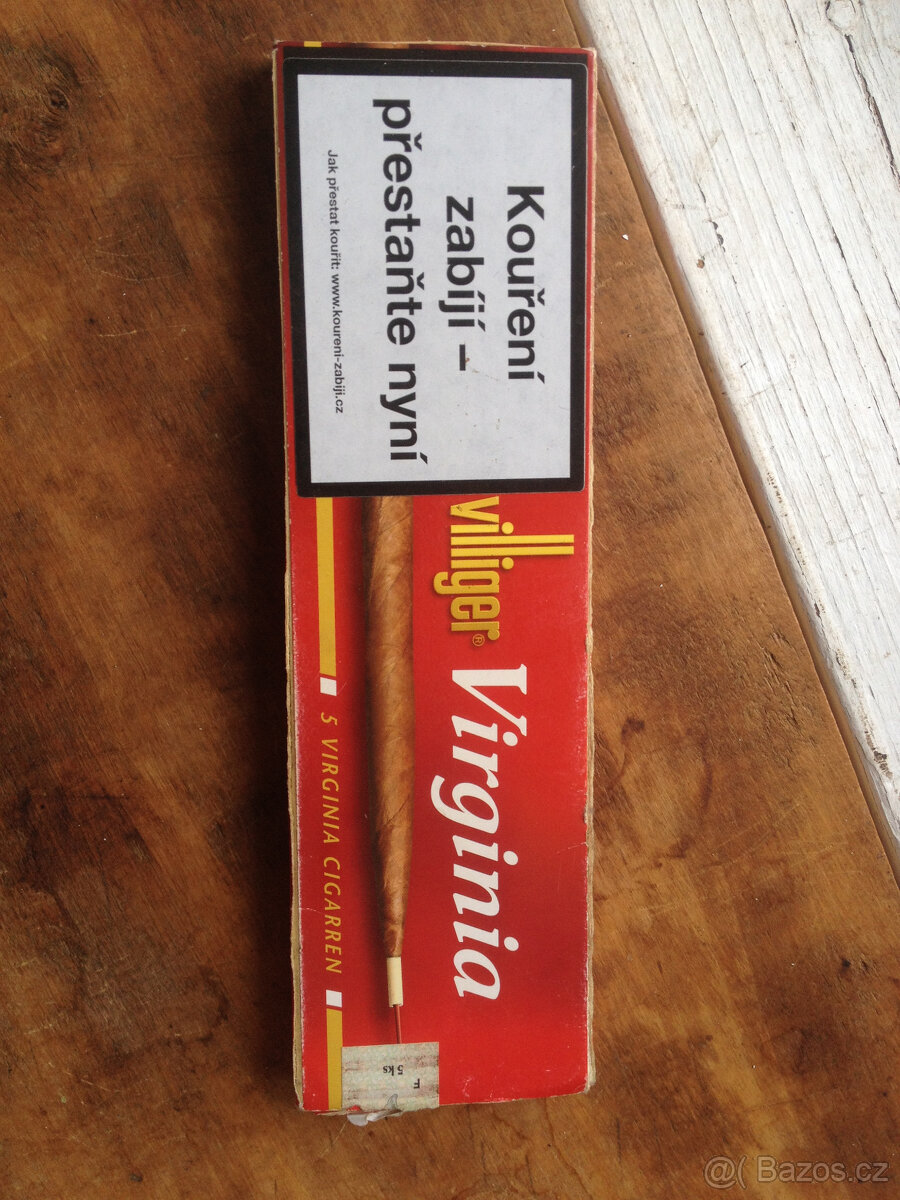 Kouření
zabíjí –
přestaňte nyní
Jak přestat kouřit: www.koureni-zabiji.cz
villiger®
Virginia
5 VIRGINIA CIGARREN
F
5 ks
@( Bazos.cz